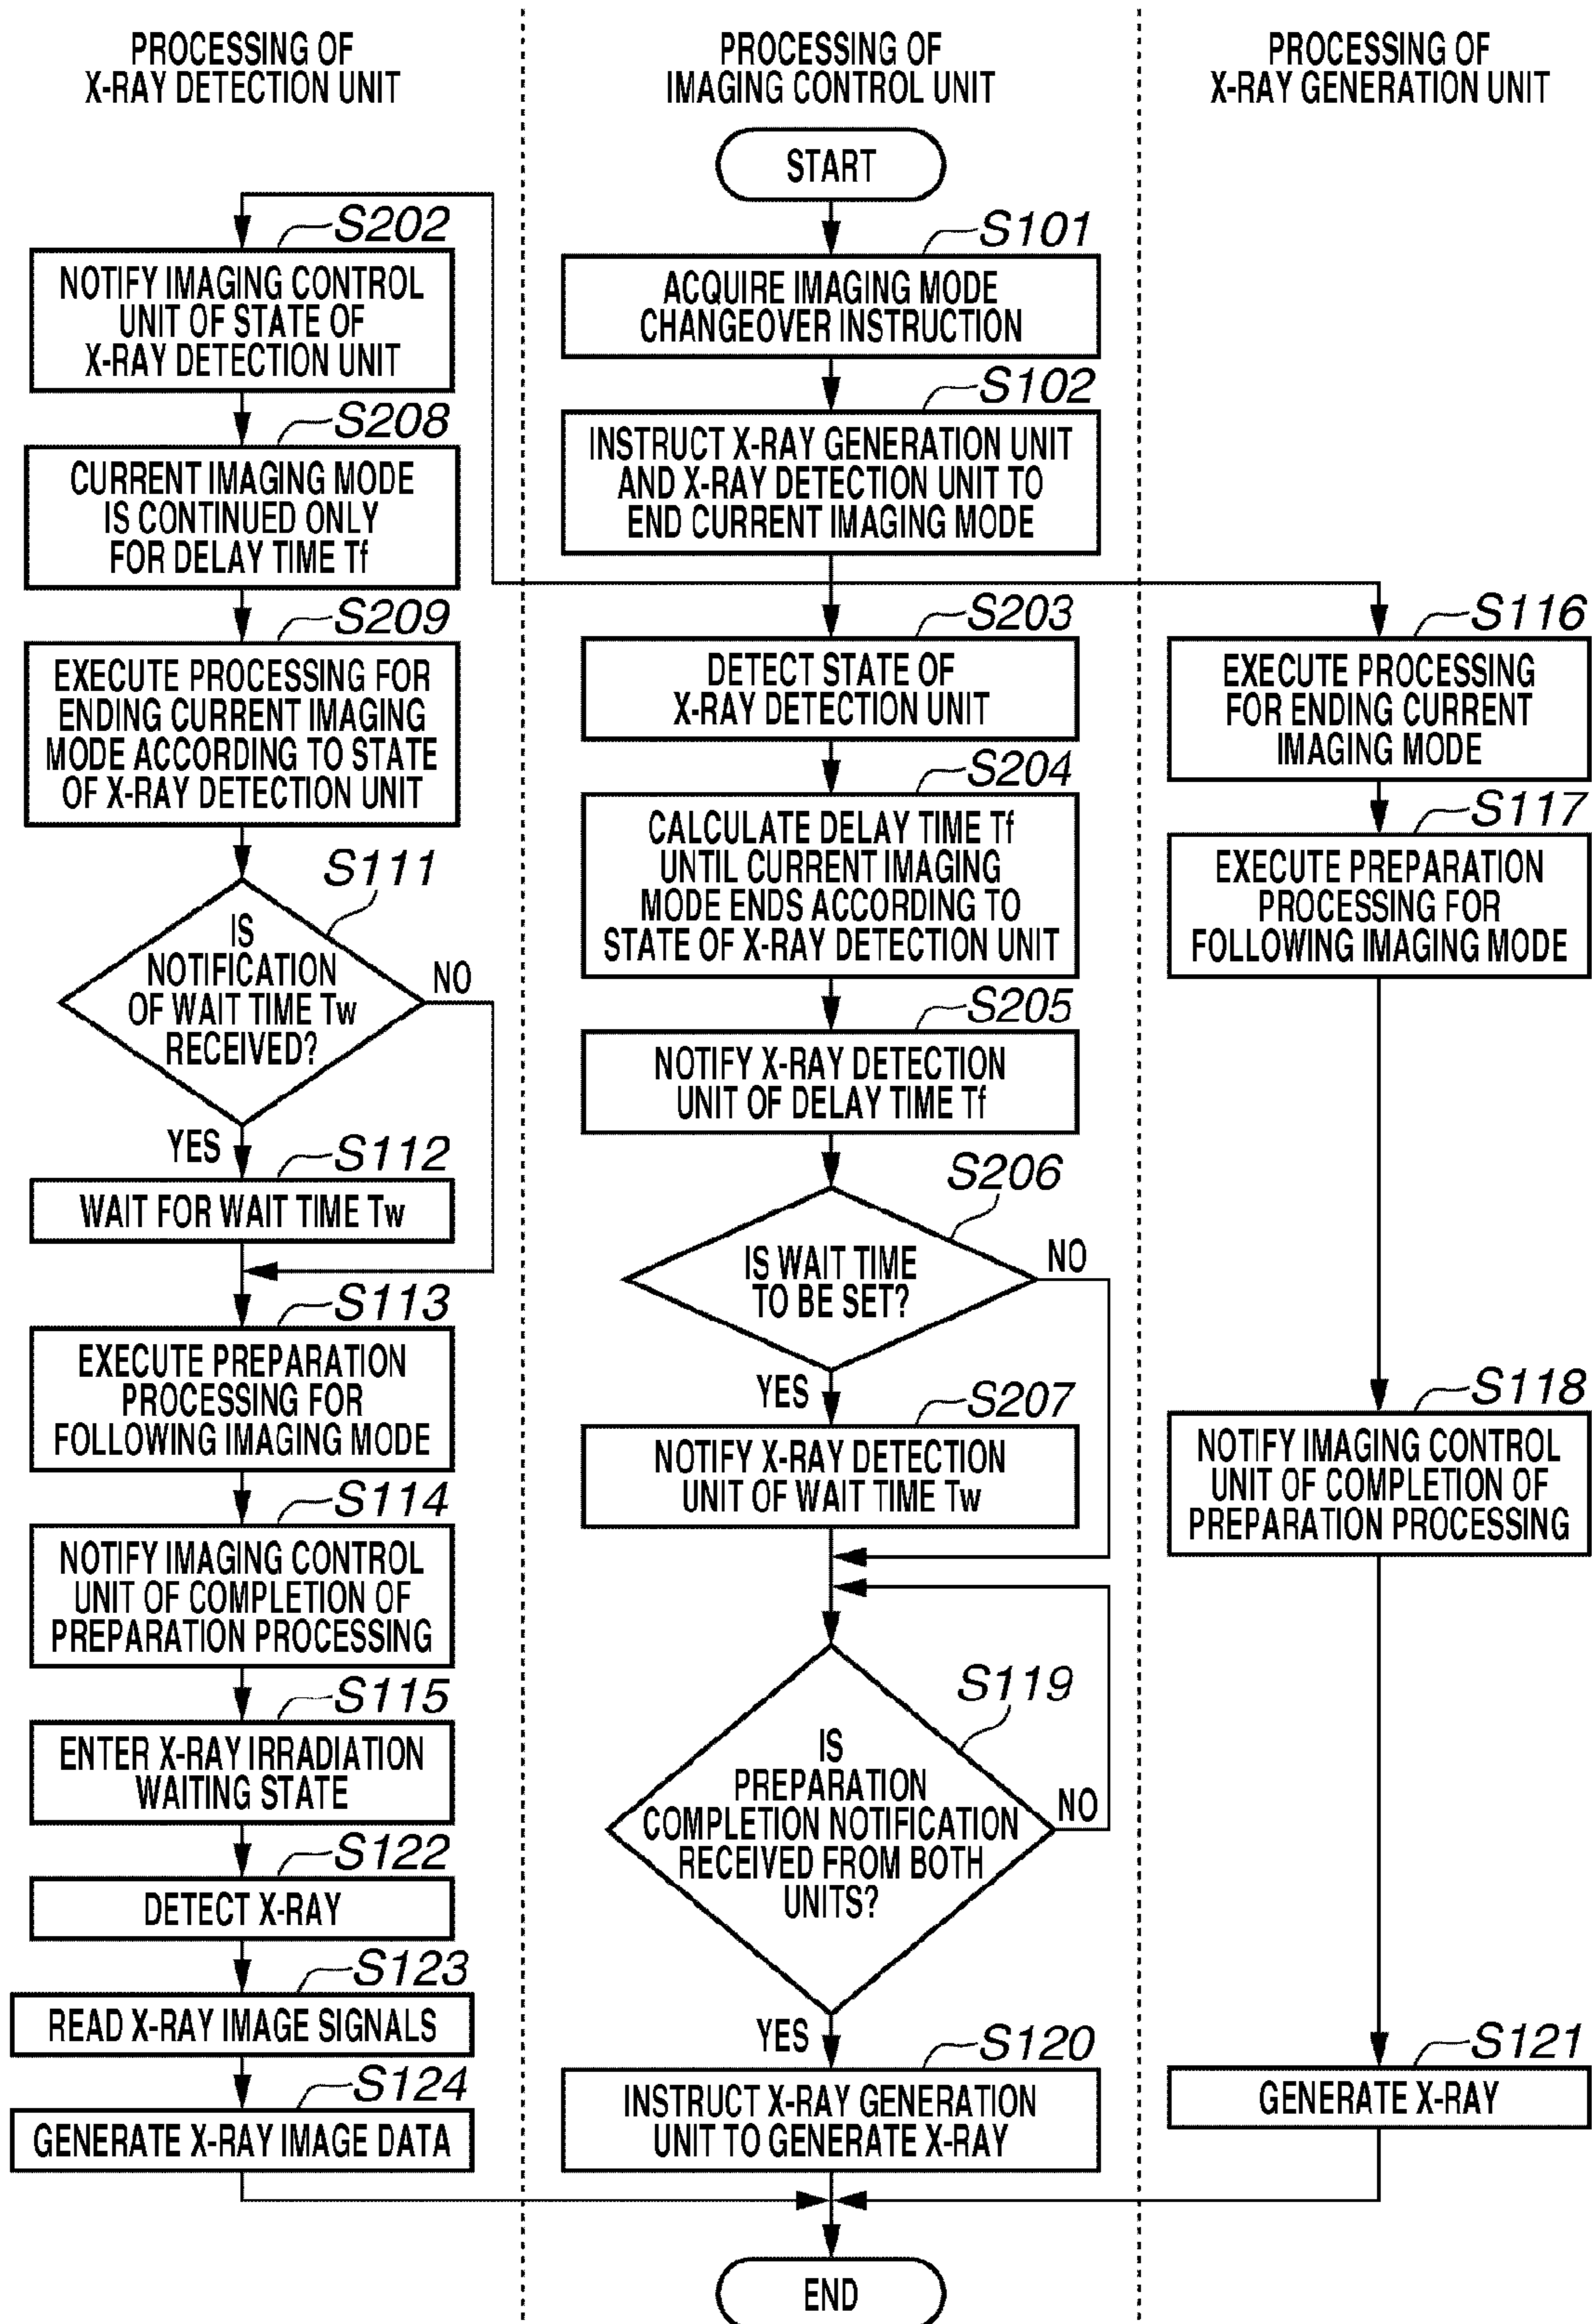 PROCESSING OF
X-RAY DETECTION UNIT
S202
NOTIFY IMAGING CONTROL
UNIT OF STATE OF
X-RAY DETECTION UNIT
S208
CURRENT IMAGING MODE
IS CONTINUED ONLY
FOR DELAY TIME Tf
S209
EXECUTE PROCESSING FOR
ENDING CURRENT IMAGING
MODE ACCORDING TO STATE
OF X-RAY DETECTION UNIT
S111
IS
NOTIFICATION
OF WAIT TIME Tw
RECEIVED?
NO
YES
S112
WAIT FOR WAIT TIME Tw
S113
EXECUTE PREPARATION
PROCESSING FOR
FOLLOWING IMAGING MODE
S114
NOTIFY IMAGING CONTROL
UNIT OF COMPLETION OF
PREPARATION PROCESSING
S115
ENTER X-RAY IRRADIATION
WAITING STATE
S122
DETECT X-RAY
S123
READ X-RAY IMAGE SIGNALS
S124
GENERATE X-RAY IMAGE DATA
PROCESSING OF
IMAGING CONTROL UNIT
START
S101
ACQUIRE IMAGING MODE
CHANGEOVER INSTRUCTION
S102
INSTRUCT X-RAY GENERATION UNIT
AND X-RAY DETECTION UNIT TO
END CURRENT IMAGING MODE
S203
DETECT STATE OF
X-RAY DETECTION UNIT
S204
CALCULATE DELAY TIME Tf
UNTIL CURRENT IMAGING
MODE ENDS ACCORDING TO
STATE OF X-RAY DETECTION UNIT
S205
NOTIFY X-RAY DETECTION
UNIT OF DELAY TIME Tf
S206
IS WAIT TIME
TO BE SET?
NO
YES
S207
NOTIFY X-RAY DETECTION
UNIT OF WAIT TIME Tw
S119
IS
PREPARATION
COMPLETION NOTIFICATION
RECEIVED FROM BOTH
UNITS?
NO
YES
S120
INSTRUCT X-RAY GENERATION
UNIT TO GENERATE X-RAY
END
PROCESSING OF
X-RAY GENERATION UNIT
S116
EXECUTE PROCESSING
FOR ENDING CURRENT
IMAGING MODE
S117
EXECUTE PREPARATION
PROCESSING FOR
FOLLOWING IMAGING MODE
S118
NOTIFY IMAGING CONTROL
UNIT OF COMPLETION OF
PREPARATION PROCESSING
S121
GENERATE X-RAY